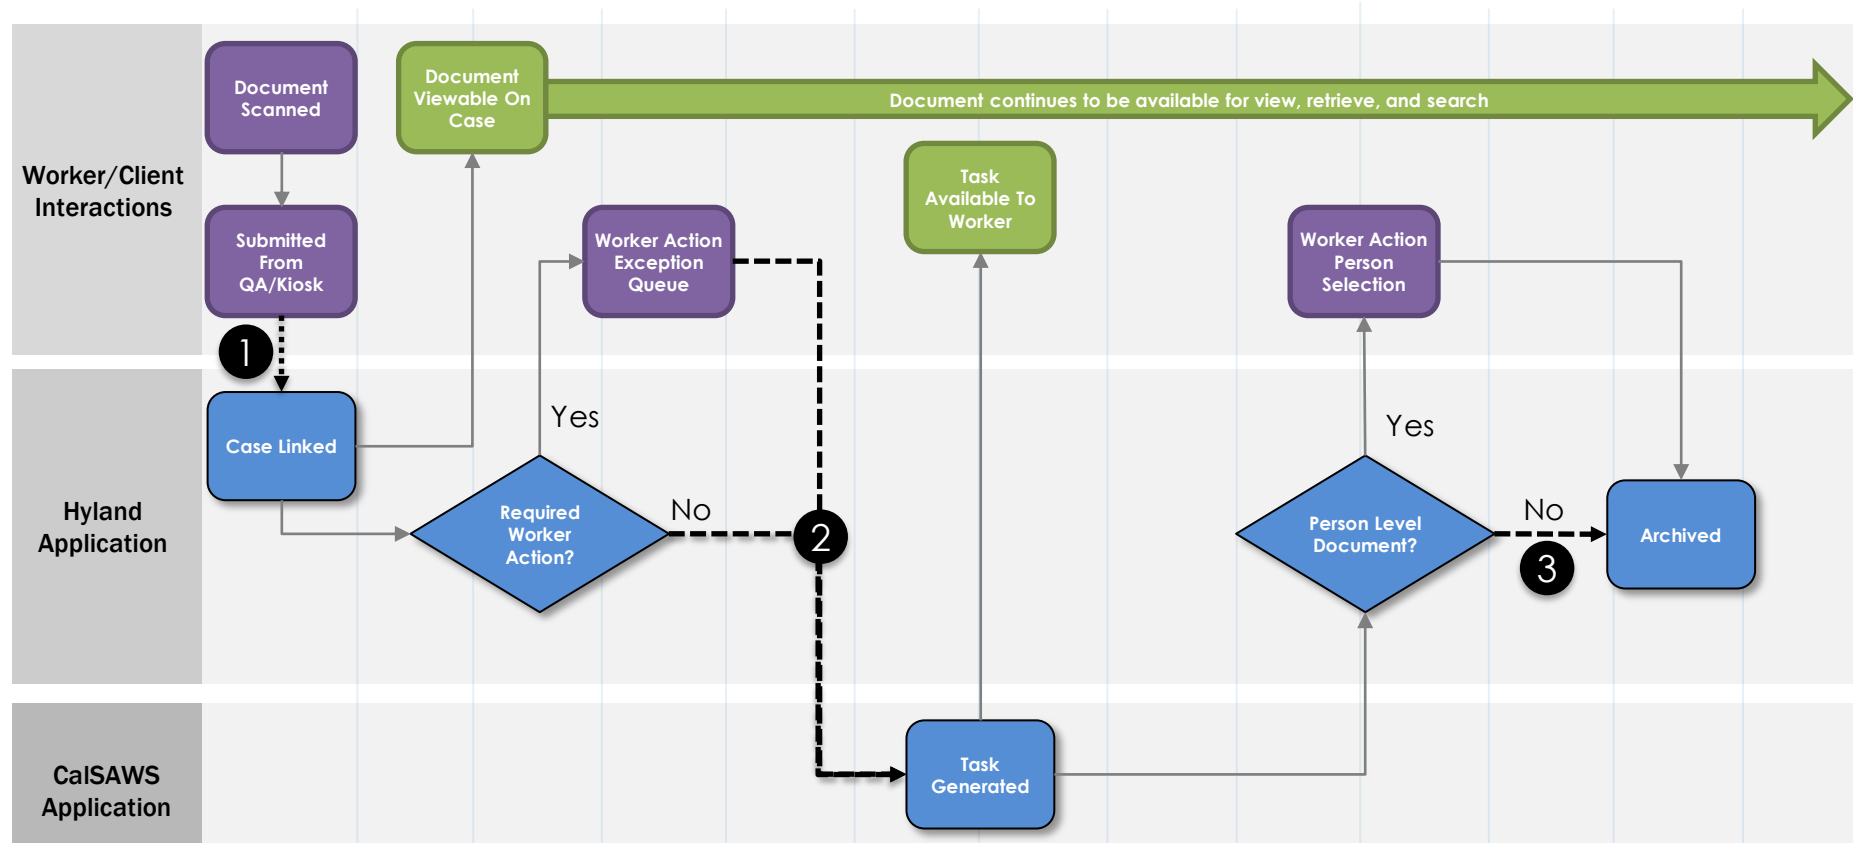 Worker/Client
Interactions
Document
Scanned
Document
Viewable On
Case
Document continues to be available for view, retrieve, and search
Task
Available To
Worker
Submitted
From
QA/Kiosk
Worker Action
Exception
Queue
Worker Action
Person
Selection
1
Hyland
Application
Case Linked
Yes
Required
Worker
Action?
No
2
Yes
Person Level
Document?
No
3
Archived
CalSAWS
Application
Task
Generated